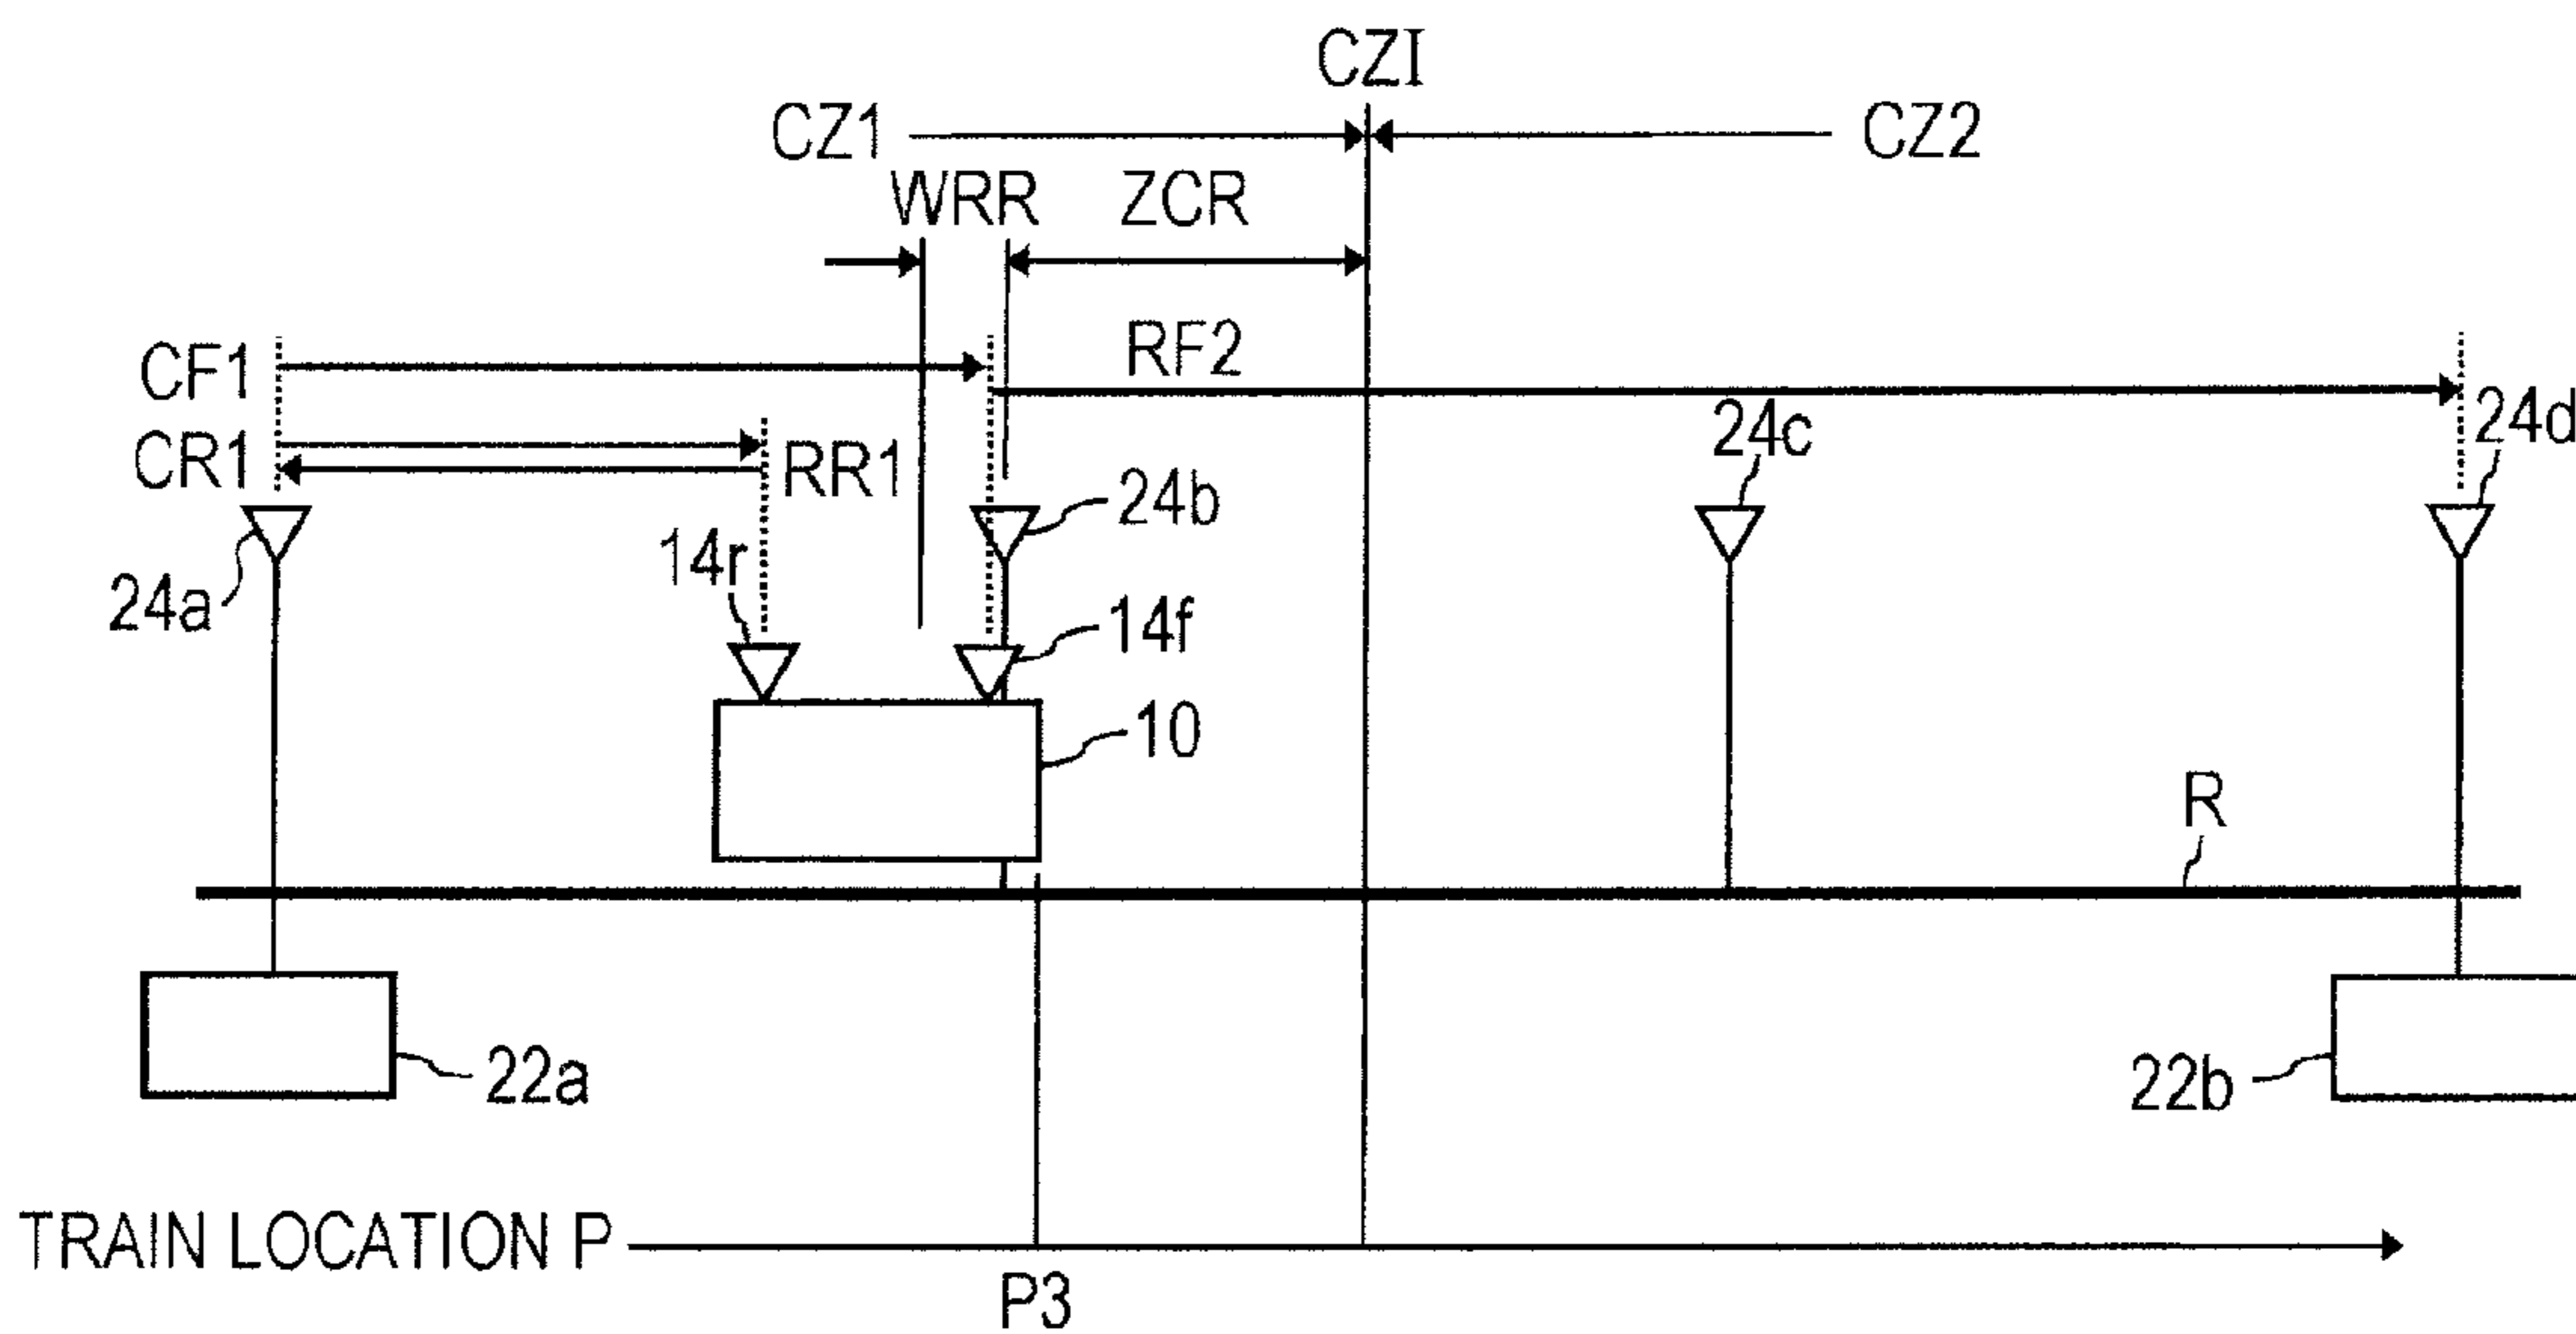 CZI
CZ1
CZ2
WRR
ZCR
CF1
RF2
24c
24d
CR1
RR1
24b
14r
24a
14f
10
R
22a
22b
TRAIN LOCATION P
P3